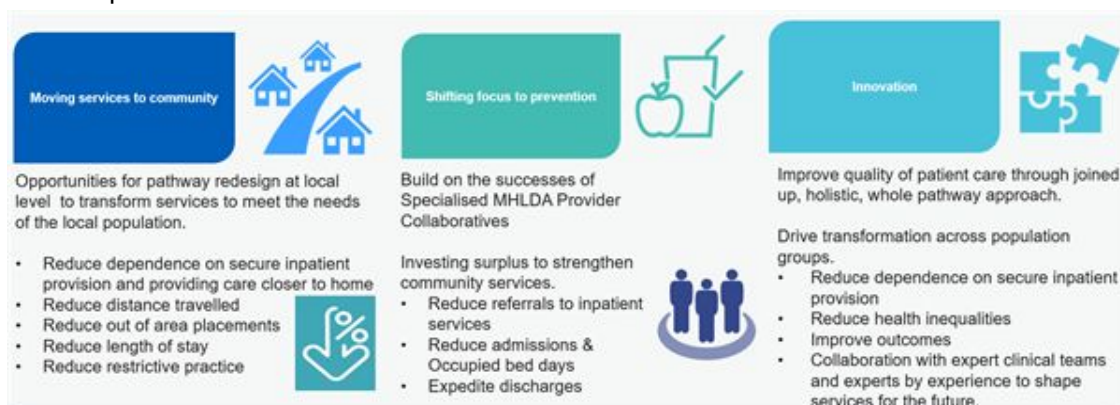 Moving services to community
Opportunities for pathway redesign at local
level to transform services to meet the needs
of the local population.
• Reduce dependence on secure inpatient
provision and providing care closer to home
• Reduce distance travelled
• Reduce out of area placements
• Reduce length of stay
• Reduce restrictive practice
%
Shifting focus to prevention
Build on the successes of
Specialised MHLDA Provider
Collaboratives
Investing surplus to strengthen
community services.
• Reduce referrals to inpatient
services
• Reduce admissions &
Occupied bed days
• Expedite discharges
Innovation
Improve quality of patient care through joined
up, holistic, whole pathway approach.
Drive transformation across population
groups.
• Reduce dependence on secure inpatient
provision
• Reduce health inequalities
• Improve outcomes
• Collaboration with expert clinical teams
and experts by experience to shape
services for the future.